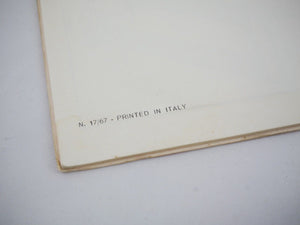 N. 17/67 - PRINTED IN ITALY